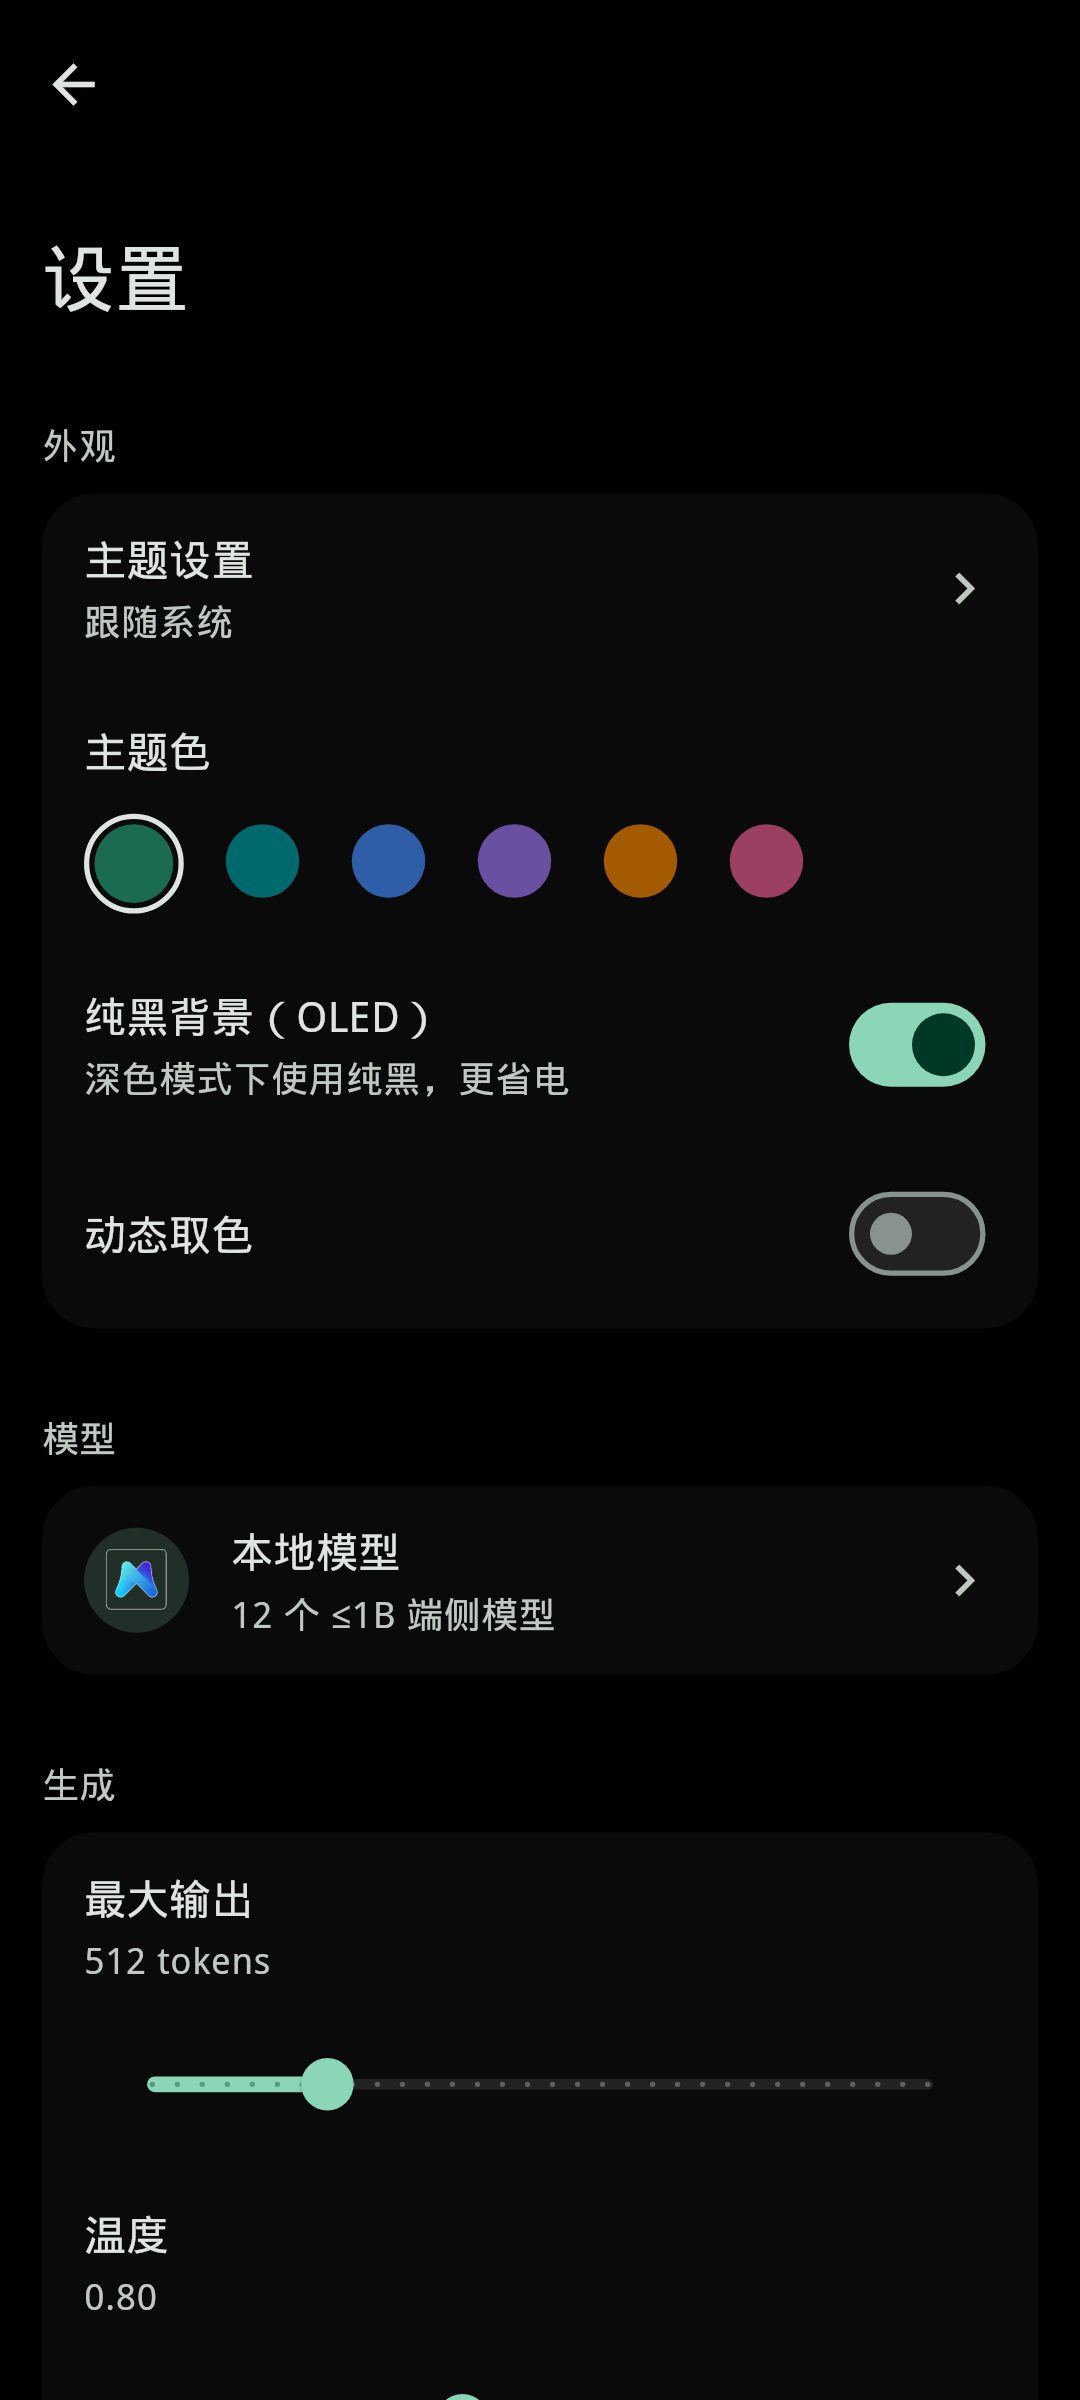 设置
外观
主题设置
跟随系统
主题色
纯黑背景（OLED）
深色模式下使用纯黑，更省电
动态取色
模型
本地模型
12 个 ≤1B 端侧模型
生成
最大输出
512 tokens
温度
0.80